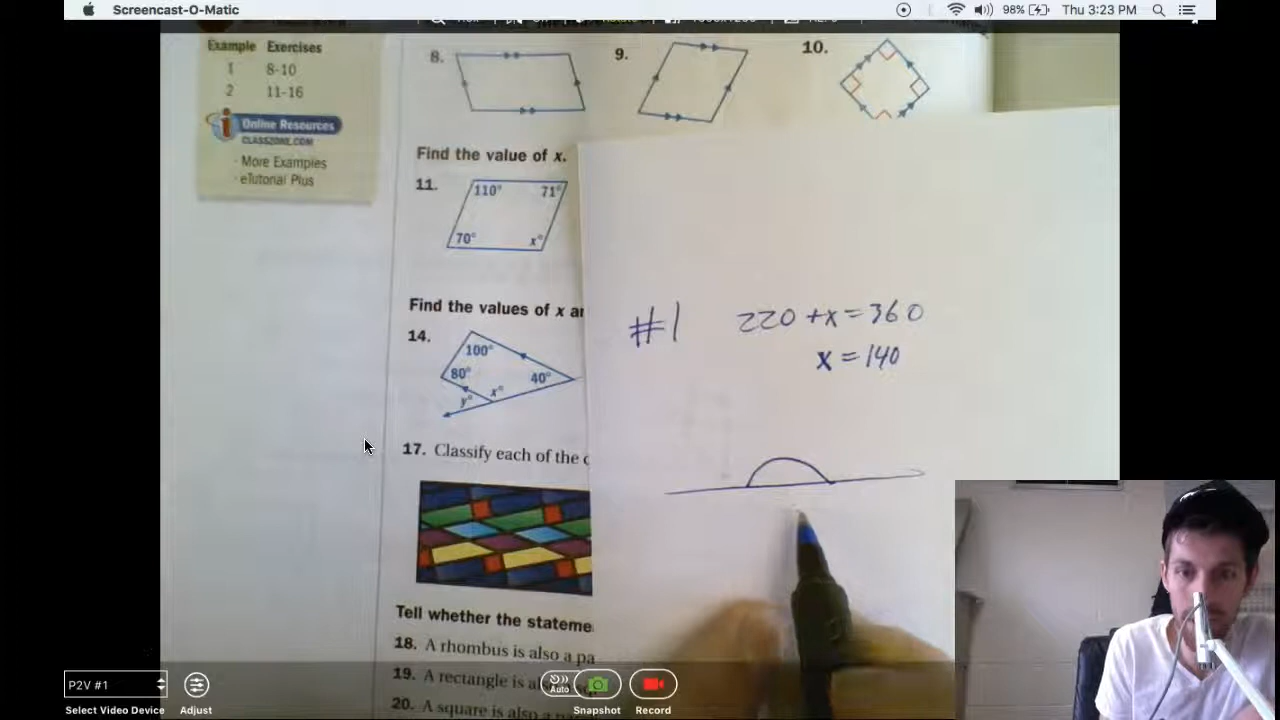 Screencast-O-Matic
98%
Thu 3:23 PM
Example Exercises
1 8-10
2 11-16
i Online Resources
CLASSZONE.COM
· More Examples
· eTutorial Plus
8.
9.
10.
Find the value of x.
11.
110°
71°
70°
x°
Find the values of x
14.
100°
80°
40°
x°
y°
17. Classify each of the
Tell whether the
18. A rhombus is also a
19. A rectangle is
20. A square is also a
#1
220 + x = 360
x = 140
P2V #1
Auto
Select Video Device
Adjust
Snapshot
Record